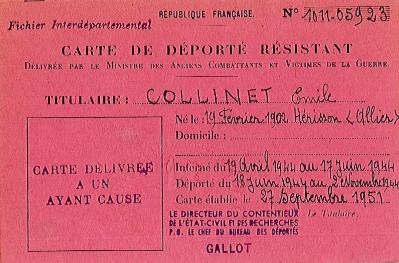 RÉPUBLIQUE FRANÇAISE.
N° 1011-05923
Fichier Interdépartemental
CARTE DE DÉPORTÉ RÉSISTANT
DÉLIVRÉE PAR LE MINISTRE DES ANCIENS COMBATTANTS ET VICTIMES DE LA GUERRE.
TITULAIRE : COLLINET Emile
Né le 19 Février 1902 Hérisson (Allier)
Domicile :
CARTE DÉLIVRÉE
A UN
AYANT CAUSE
Interné du 19 Avril 1944 au 17 juin 1944
Déporté du 18 juin 1944 au 2 Novembre 1944
Carte établie le 27 Septembre 1951
LE DIRECTEUR DU CONTENTIEUX
DE L'ÉTAT-CIVIL ET DES RECHERCHES
P.O. LE CHEF DU BUREAU DES DÉPORTÉS
Le Titulaire,
GALLOT